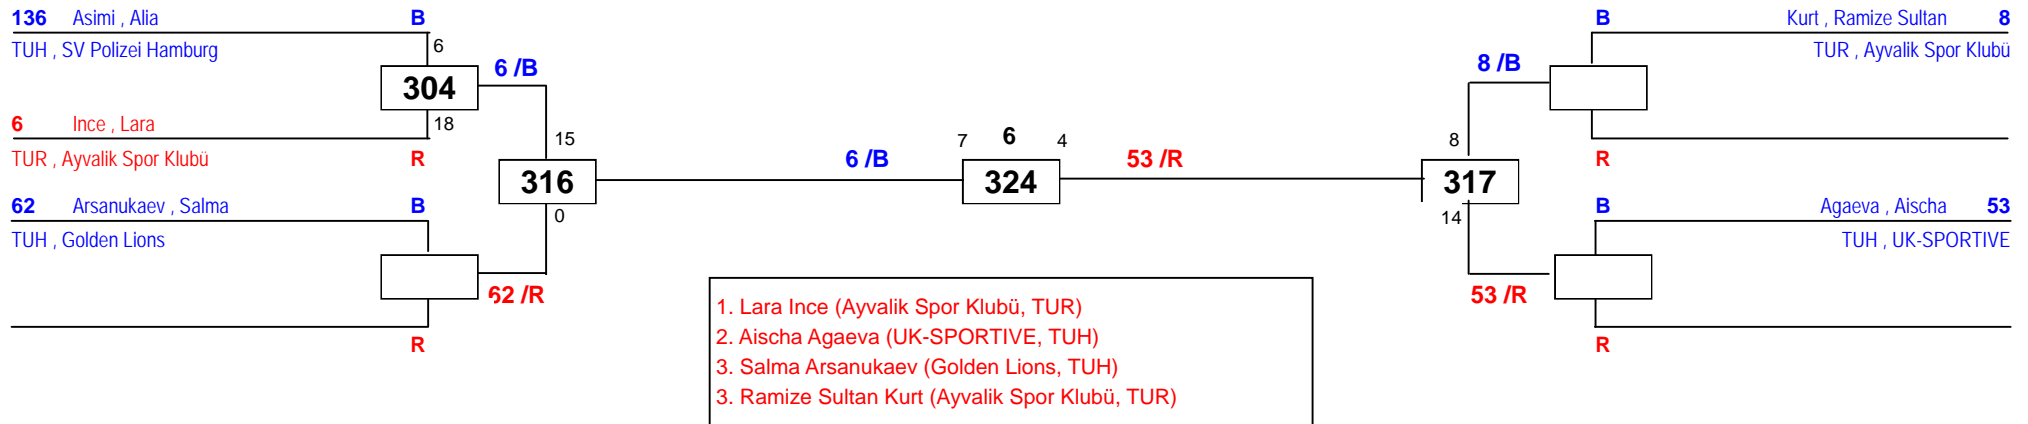 136 Asimi , Alia B
TUH , SV Polizei Hamburg
6
304
6 /B
18
6 Ince , Lara
TUR , Ayvalik Spor Klubü R
15
316
0
62 Arsanukaev , Salma B
TUH , Golden Lions
62 /R
R
6 /B
7 6 4
324
53 /R
B Kurt , Ramize Sultan 8
TUR , Ayvalik Spor Klubü
8 /B
R
8
317
14
B Agaeva , Aischa 53
TUH , UK-SPORTIVE
53 /R
R
1. Lara Ince (Ayvalik Spor Klubü, TUR)
2. Aischa Agaeva (UK-SPORTIVE, TUH)
3. Salma Arsanukaev (Golden Lions, TUH)
3. Ramize Sultan Kurt (Ayvalik Spor Klubü, TUR)